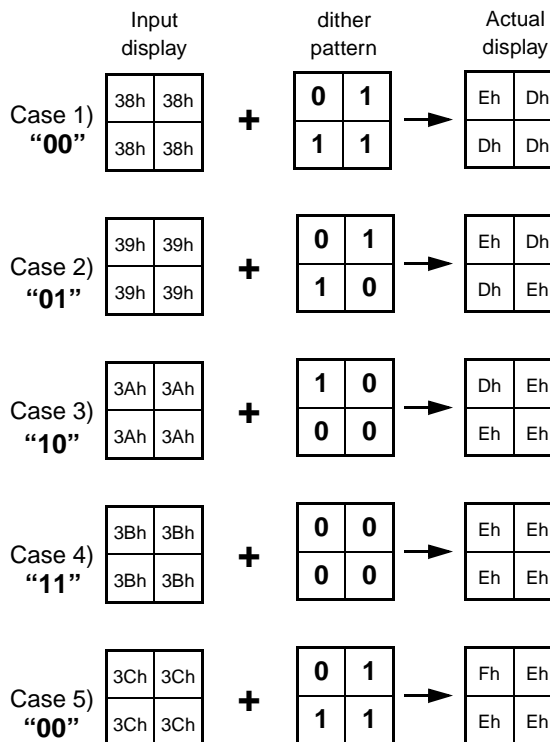 Input display dither pattern Actual display
Case 1) "00"
38h 38h + 0 1 Eh Dh
38h 38h 1 1 Dh Dh
Case 2) “01”
39h 39h + 0 1 Eh Dh
39h 39h 1 0 Dh Eh
Case 3) “10”
3Ah 3Ah + 1 0 Dh Eh
3Ah 3Ah 0 0 Eh Eh
Case 4) “11”
3Bh 3Bh + 0 0 Eh Eh
3Bh 3Bh 0 0 Eh Eh
Case 5) “00”
3Ch 3Ch + 0 1 Fh Eh
3Ch 3Ch 1 1 Eh Eh